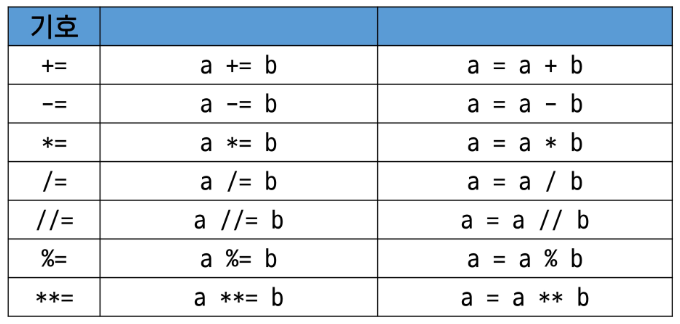 기호
+= a += b a = a + b
-= a -= b a = a - b
*= a *= b a = a * b
/= a /= b a = a / b
//= a //= b a = a // b
%= a %= b a = a % b
**= a **= b a = a ** b